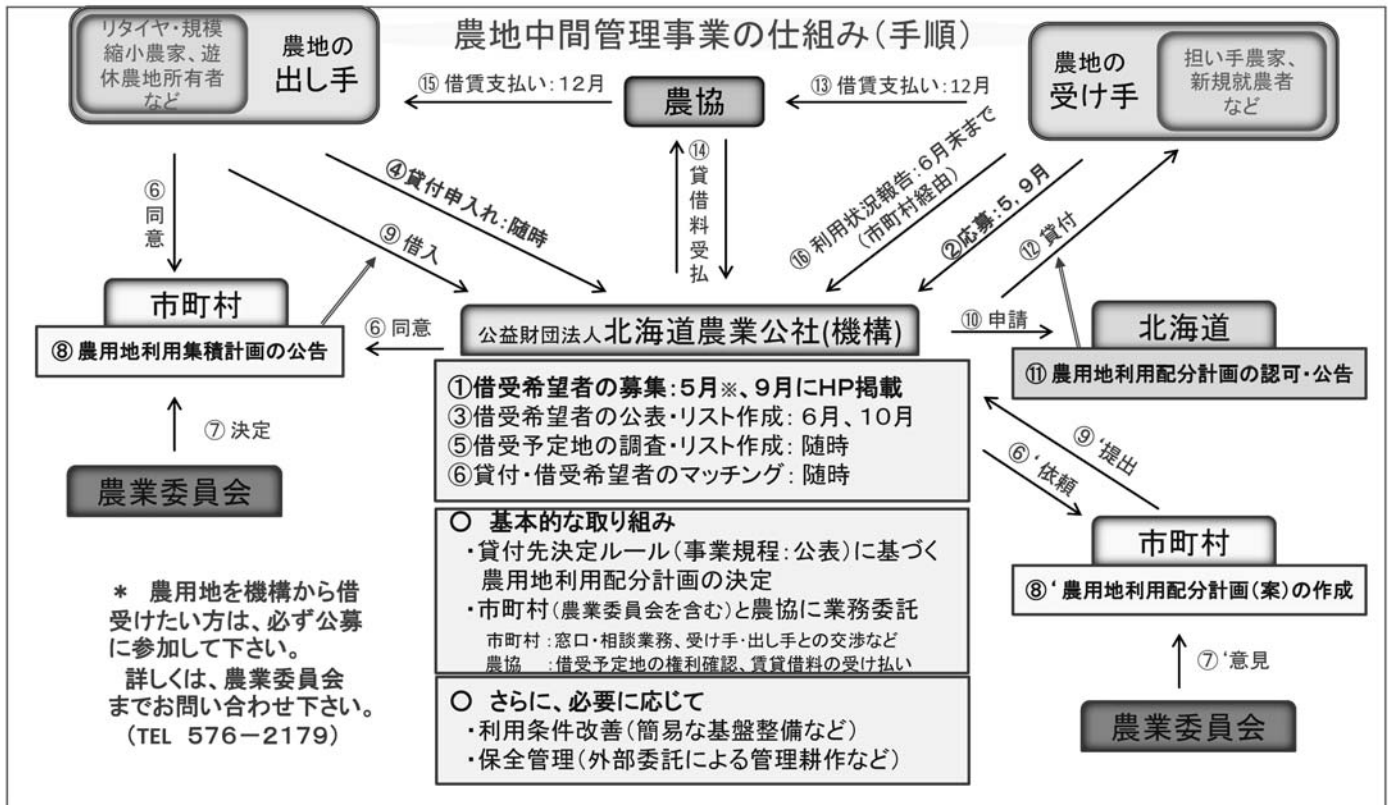 農地中間管理事業の仕組み(手順)
リタイヤ・規模
縮小農家、遊
休農地所有者
など
農地の
出し手
⑮ 借賃支払い:12月
農協
⑬ 借賃支払い:12月
農地の
受け手
担い手農家、
新規就農者
など
⑥同意
④貸付申入れ:随時
⑨ 借入
⑭貸借料受払
⑯ 利用状況報告:6月末まで
(市町村経由)
②応募:5, 9月
⑫ 貸付
市町村
⑧ 農用地利用集積計画の公告
⑥ 同意
公益財団法人北海道農業公社(機構)
⑩ 申請
北海道
⑪ 農用地利用配分計画の認可・公告
⑦ 決定
農業委員会
①借受希望者の募集:5月※、9月にHP掲載
③借受希望者の公表・リスト作成: 6月、10月
⑤借受予定地の調査・リスト作成: 随時
⑥貸付・借受希望者のマッチング: 随時
⑨ ‘提出
⑥ ‘依頼
○ 基本的な取り組み
・貸付先決定ルール(事業規程:公表)に基づく
農用地利用配分計画の決定
・市町村(農業委員会を含む)と農協に業務委託
市町村 :窓口・相談業務、受け手・出し手との交渉など
農協 :借受予定地の権利確認、賃貸借料の受け払い
市町村
⑧ ‘ 農用地利用配分計画(案)の作成
⑦ ‘意見
農業委員会
○ さらに、必要に応じて
・利用条件改善(簡易な基盤整備など)
・保全管理(外部委託による管理耕作など)
* 農用地を機構から借
受けたい方は、必ず公募
に参加して下さい。
詳しくは、農業委員会
までお問い合わせ下さい。
(TEL 576-2179)